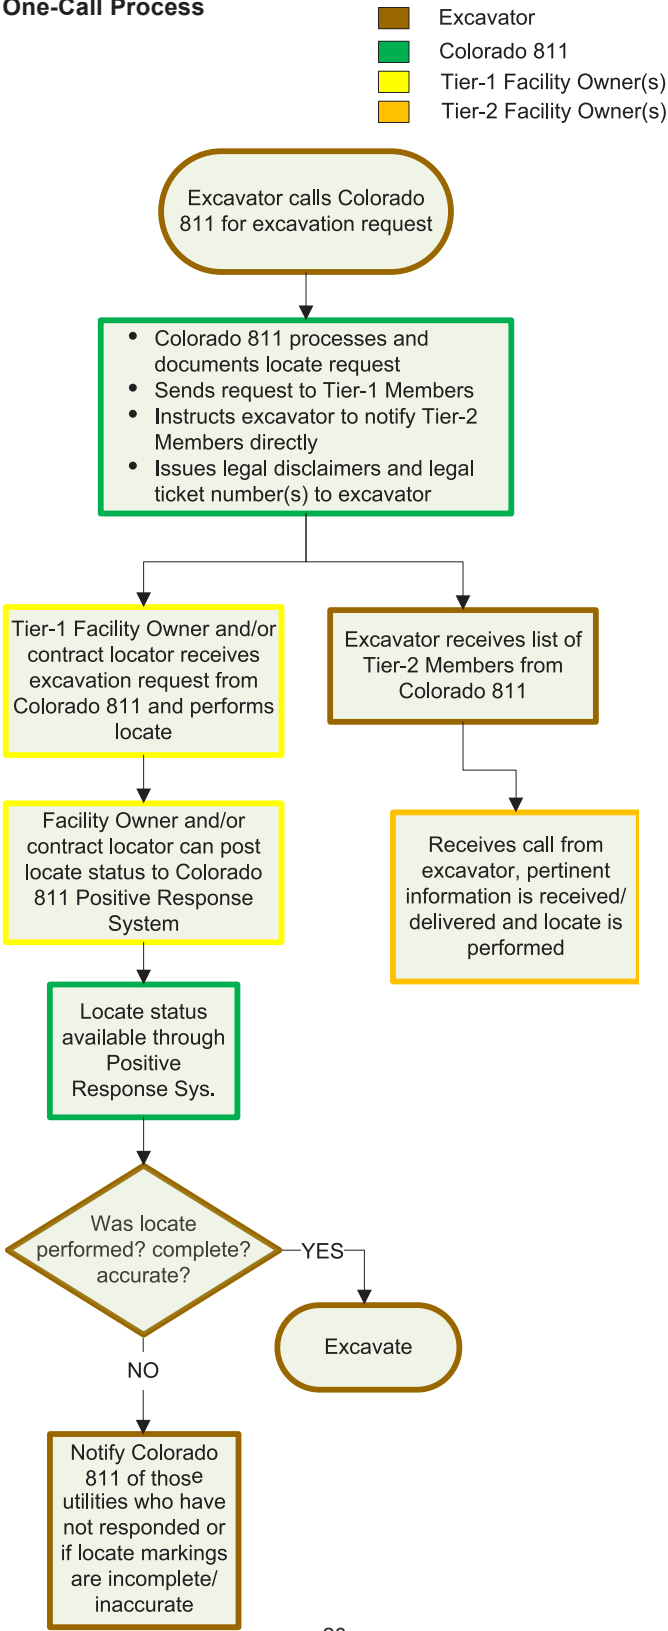 One-Call Process
Excavator
Colorado 811
Tier-1 Facility Owner(s)
Tier-2 Facility Owner(s)
Excavator calls Colorado
811 for excavation request
• Colorado 811 processes and
documents locate request
• Sends request to Tier-1 Members
• Instructs excavator to notify Tier-2
Members directly
• Issues legal disclaimers and legal
ticket number(s) to excavator
Tier-1 Facility Owner and/or
contract locator receives
excavation request from
Colorado 811 and performs
locate
Excavator receives list of
Tier-2 Members from
Colorado 811
Facility Owner and/or
contract locator can post
locate status to Colorado
811 Positive Response
System
Receives call from
excavator, pertinent
information is received/
delivered and locate is
performed
Locate status
available through
Positive
Response Sys.
Was locate
performed? complete?
accurate?
YES
Excavate
NO
Notify Colorado
811 of those
utilities who have
not responded or
if locate markings
are incomplete/
inaccurate